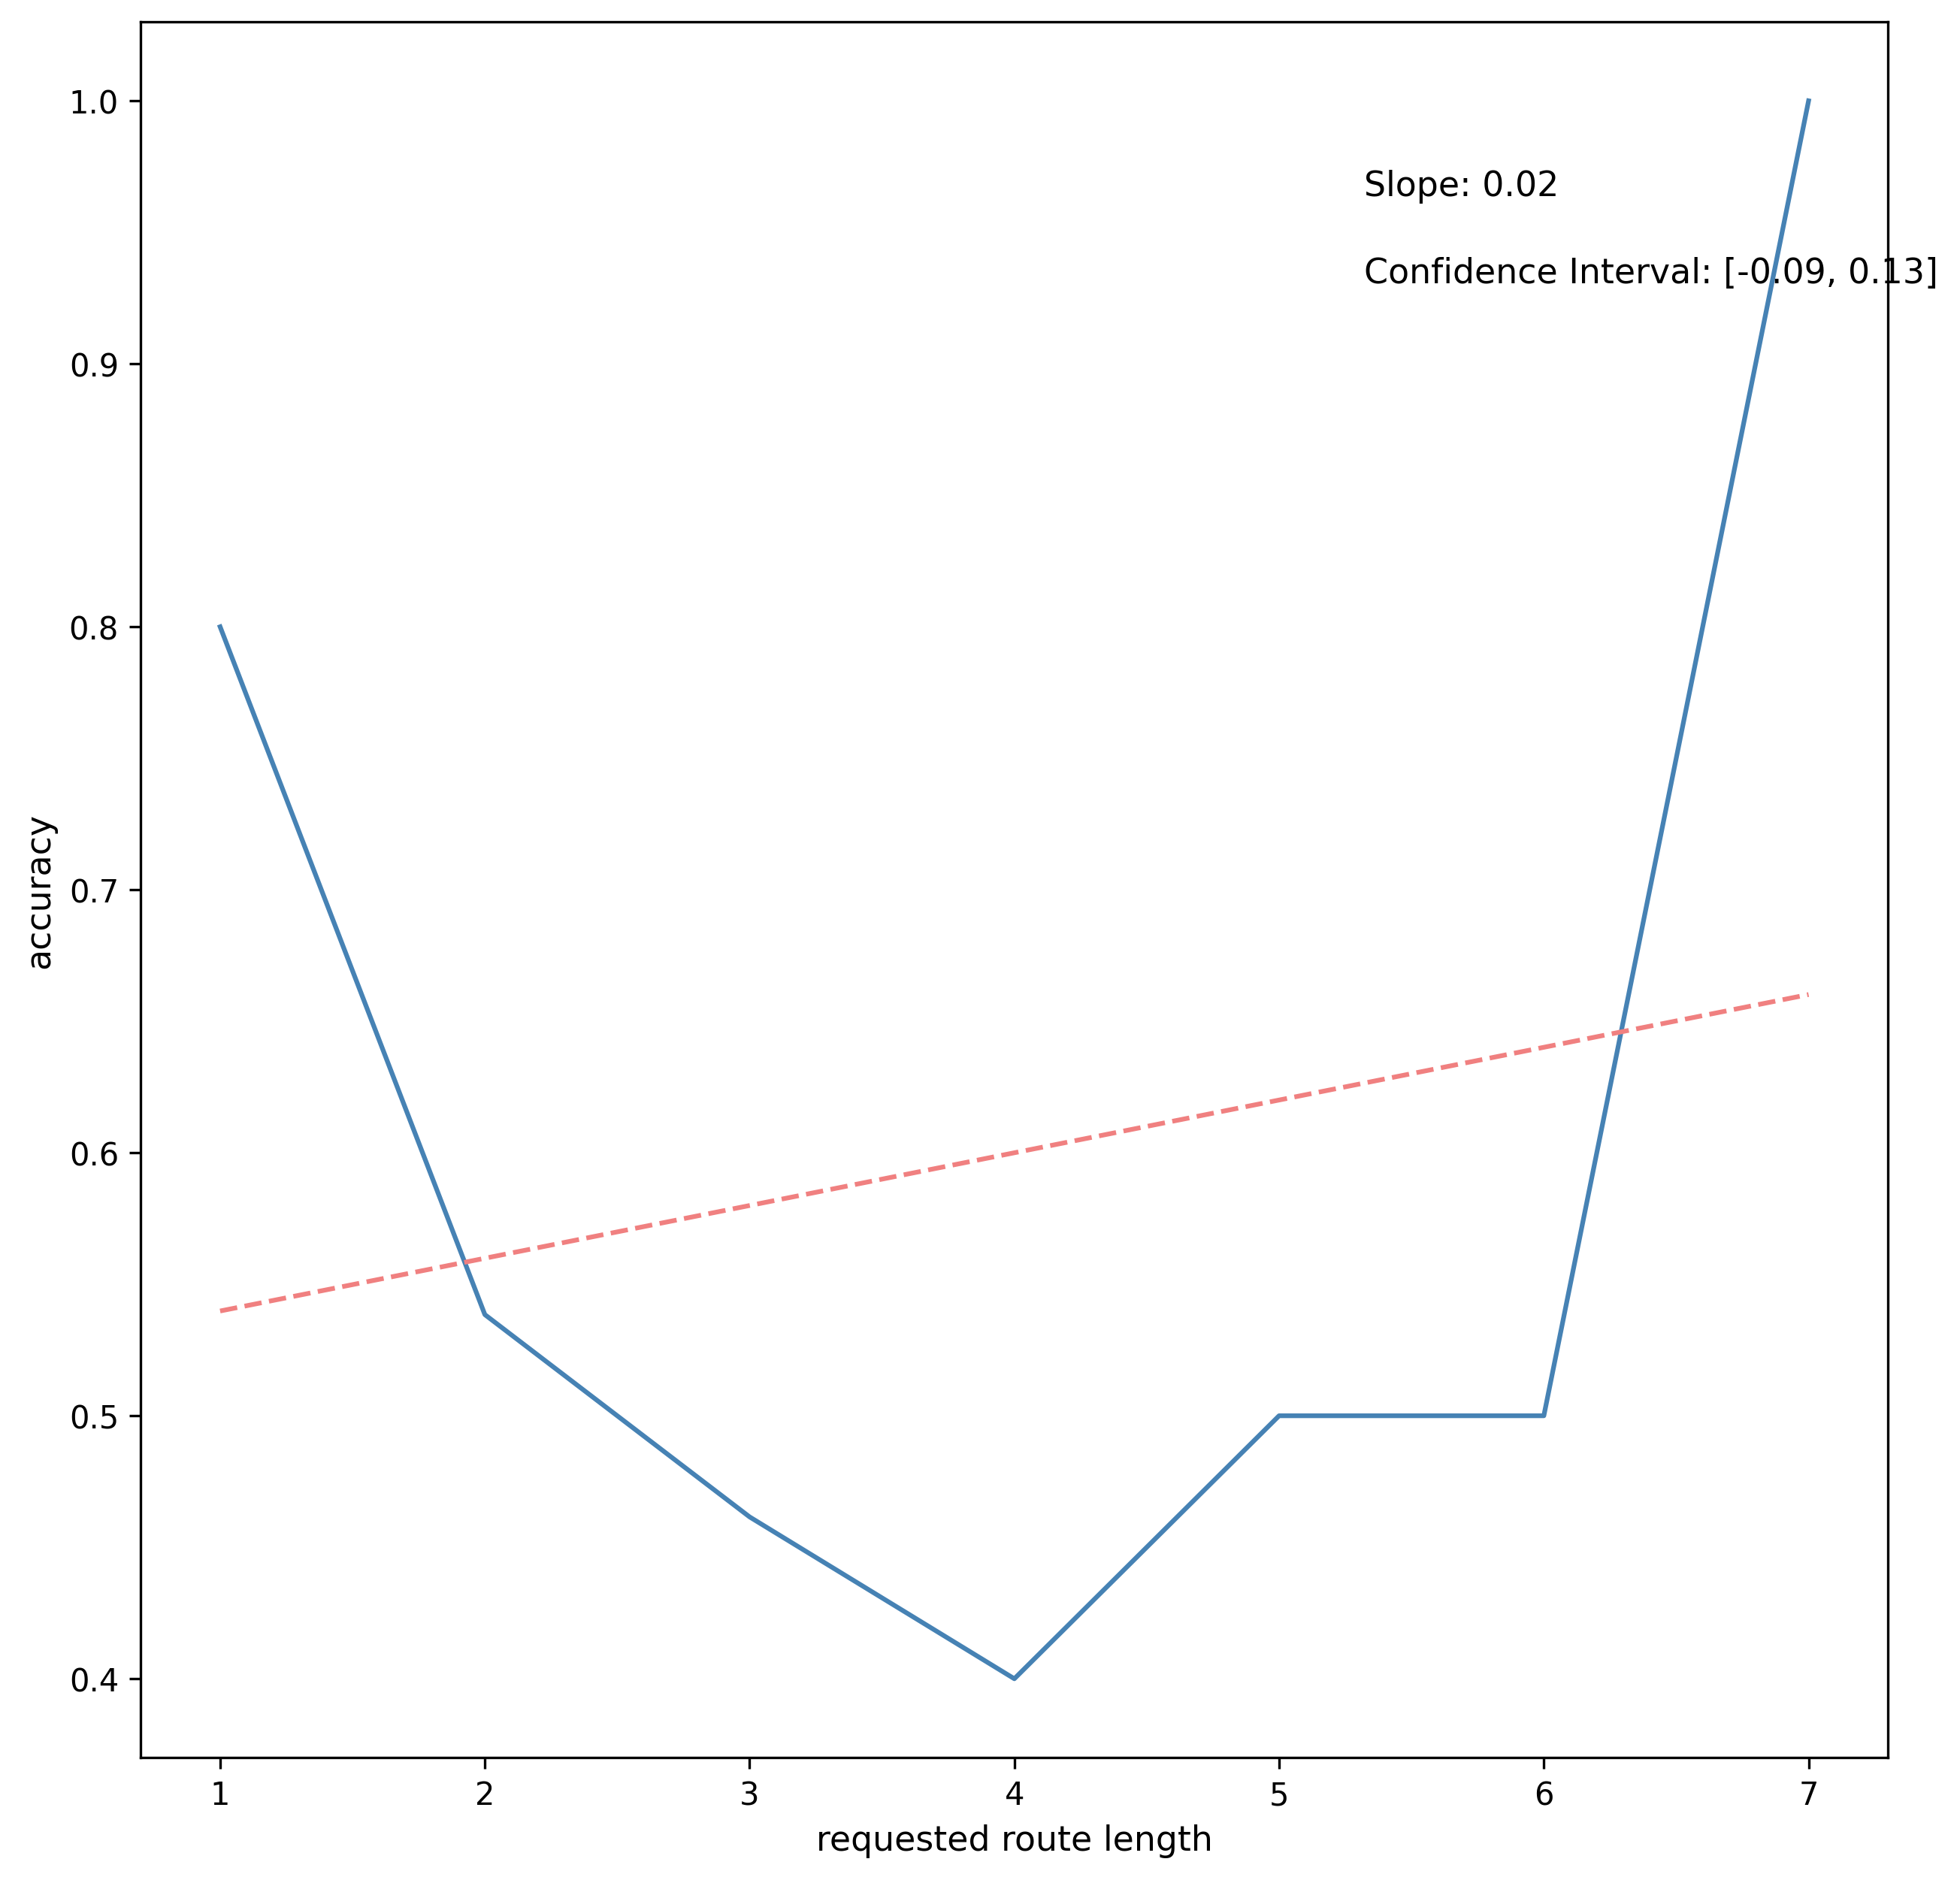 1.0
0.9
0.8
0.7
0.6
0.5
0.4
accuracy
Slope: 0.02
Confidence Interval: [-0.09, 0.13]
1 2 3 4 5 6 7
requested route length